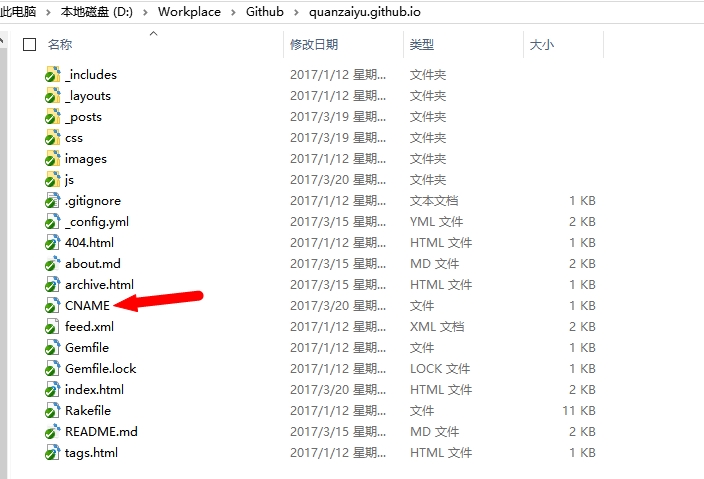 此电脑 > 本地磁盘 (D:) > Workplace > Github > quanzaiyu.github.io
名称 修改日期 类型 大小
_includes 2017/1/12 星期... 文件夹
_layouts 2017/1/12 星期... 文件夹
_posts 2017/3/19 星期... 文件夹
css 2017/3/19 星期... 文件夹
images 2017/1/12 星期... 文件夹
js 2017/3/20 星期... 文件夹
.gitignore 2017/1/12 星期... 文本文档 1 KB
_config.yml 2017/3/15 星期... YML 文件 2 KB
404.html 2017/1/12 星期... HTML 文件 2 KB
about.md 2017/3/15 星期... MD 文件 2 KB
archive.html 2017/3/15 星期... HTML 文件 1 KB
CNAME 2017/3/20 星期... 文件 1 KB
feed.xml 2017/1/12 星期... XML 文档 2 KB
Gemfile 2017/1/12 星期... 文件 1 KB
Gemfile.lock 2017/1/12 星期... LOCK 文件 1 KB
index.html 2017/3/20 星期... HTML 文件 2 KB
Rakefile 2017/1/12 星期... 文件 11 KB
README.md 2017/3/15 星期... MD 文件 2 KB
tags.html 2017/1/12 星期... HTML 文件 1 KB